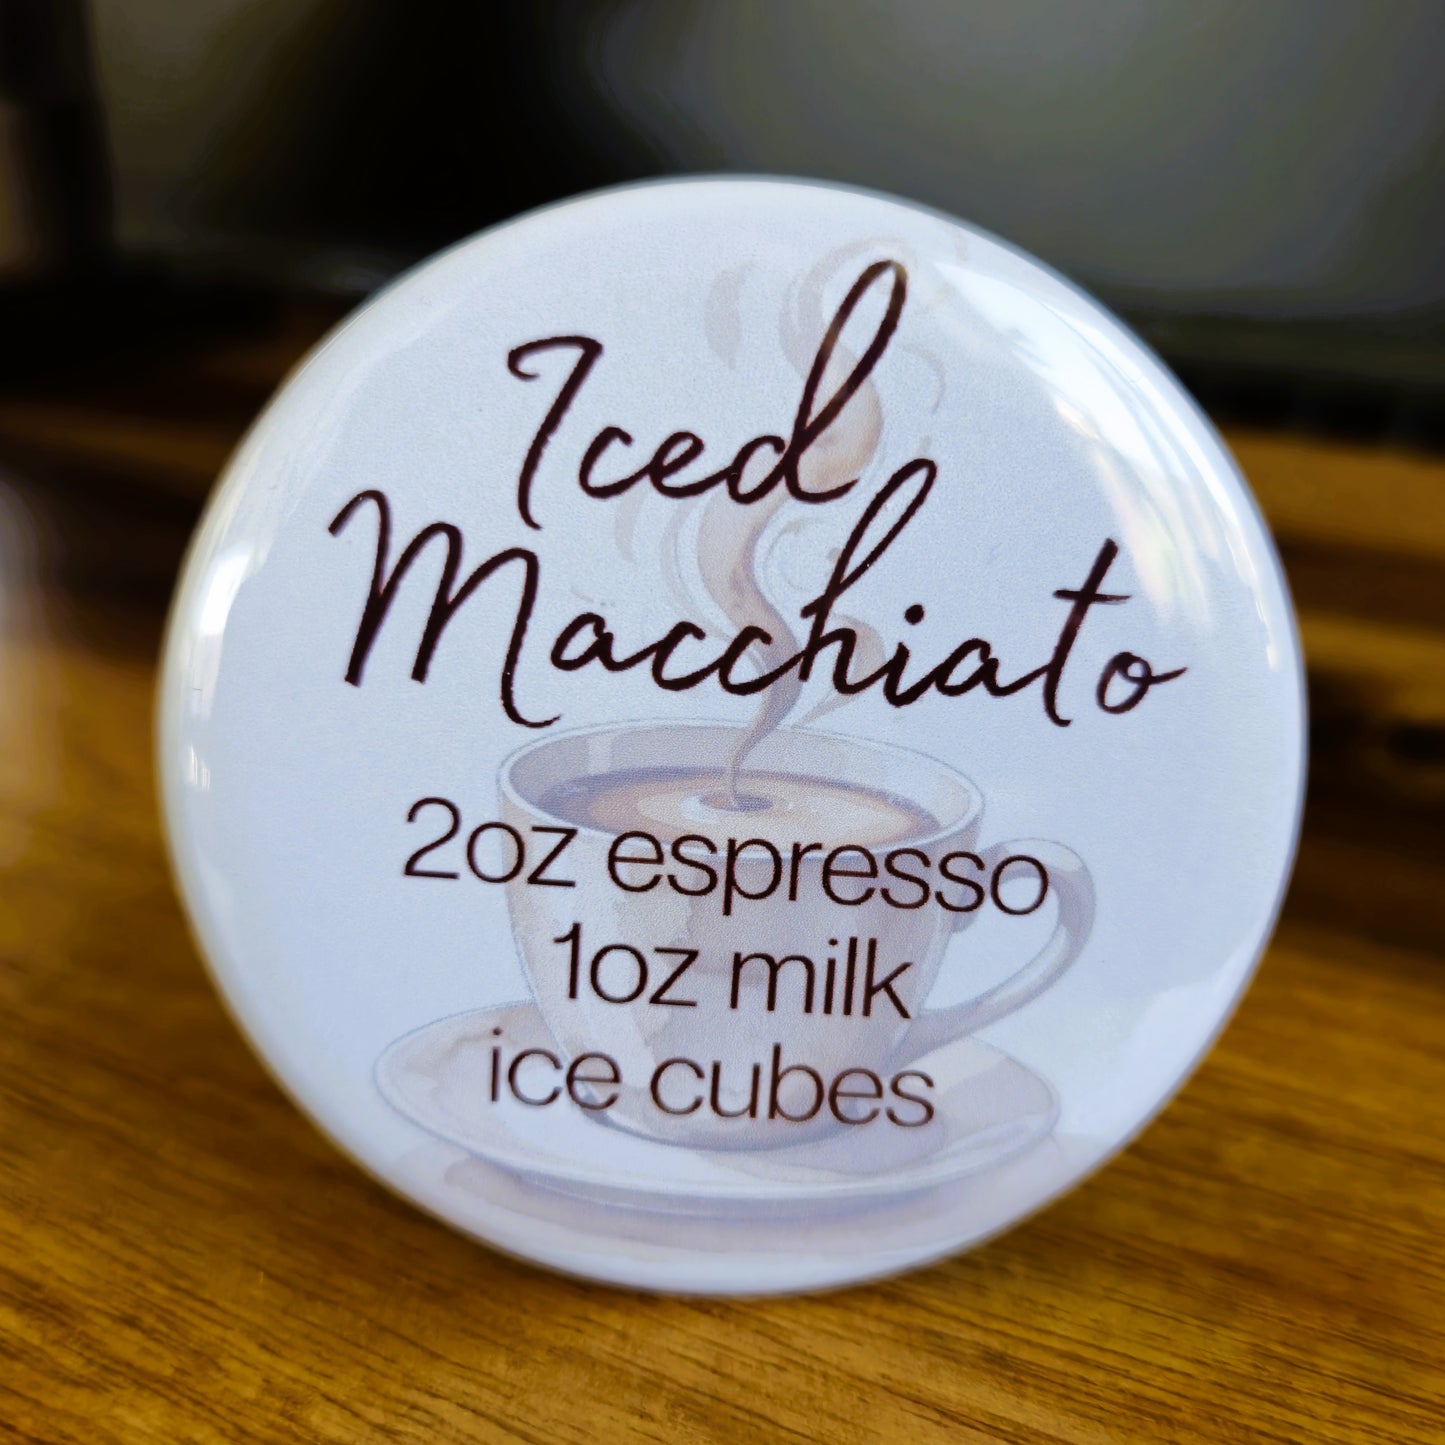 Iced
Macchiato
2oz espresso
1oz milk
ice cubes